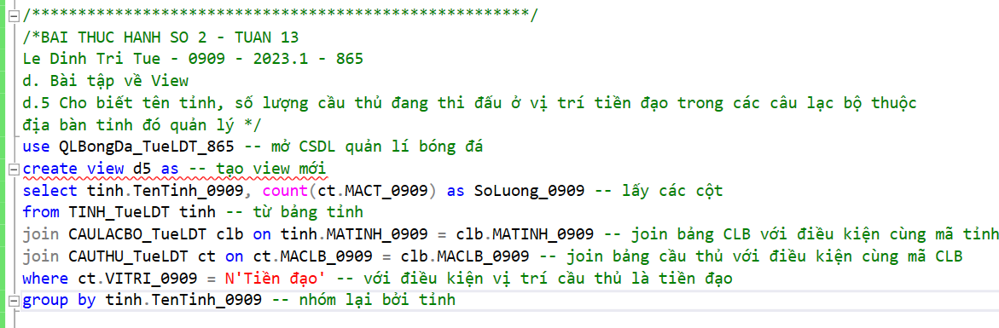 /******************************************************/
/*BAI THUC HANH SO 2 - TUAN 13
Le Dinh Tri Tue - 0909 - 2023.1 - 865
d. Bài tập về View
d.5 Cho biết tên tỉnh, số lượng cầu thủ đang thi đấu ở vị trí tiền đạo trong các câu lạc bộ thuộc
địa bàn tỉnh đó quản lý */
use QLBongDa_TueLDT_865 -- mở CSDL quản lí bóng đá
create view d5 as -- tạo view mới
select tinh.TenTinh_0909, count(ct.MACT_0909) as SoLuong_0909 -- lấy các cột
from TINH_TueLDT tinh -- từ bảng tỉnh
join CAULACBO_TueLDT clb on tinh.MATINH_0909 = clb.MATINH_0909 -- join bảng CLB với điều kiện cùng mã tỉnh
join CAUTHU_TueLDT ct on ct.MACLB_0909 = clb.MACLB_0909 -- join bảng cầu thủ với điều kiện cùng mã CLB
where ct.VITRI_0909 = N'Tiền đạo' -- với điều kiện vị trí cầu thủ là tiền đạo
group by tinh.TenTinh_0909 -- nhóm lại bởi tỉnh